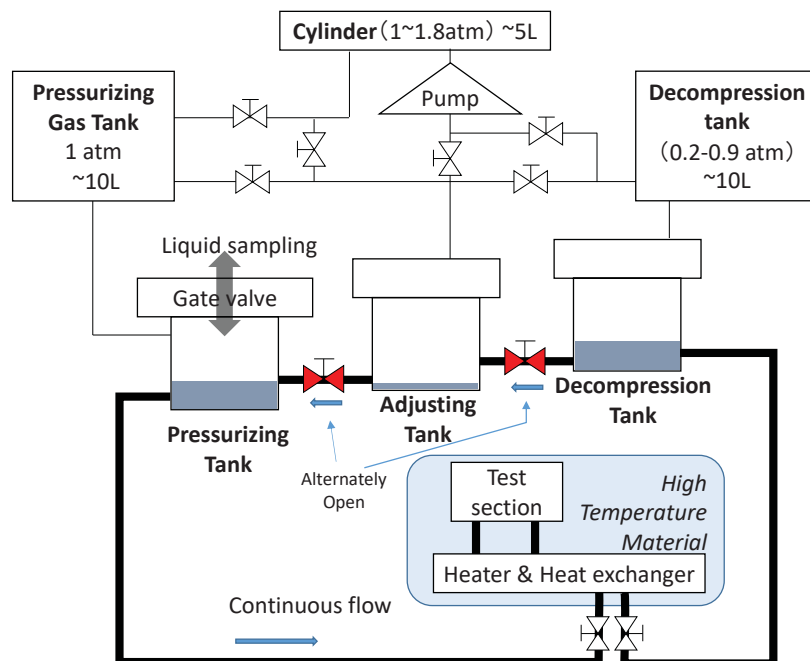 Cylinder（1~1.8atm）~5L
Pressurizing
Gas Tank
1 atm
~10L
Pump
Decompression
tank
（0.2-0.9 atm）
~10L
Liquid sampling
Gate valve
Pressurizing
Tank
Adjusting
Tank
Decompression
Tank
Alternately
Open
Test
section
High
Temperature
Material
Heater & Heat exchanger
Continuous flow